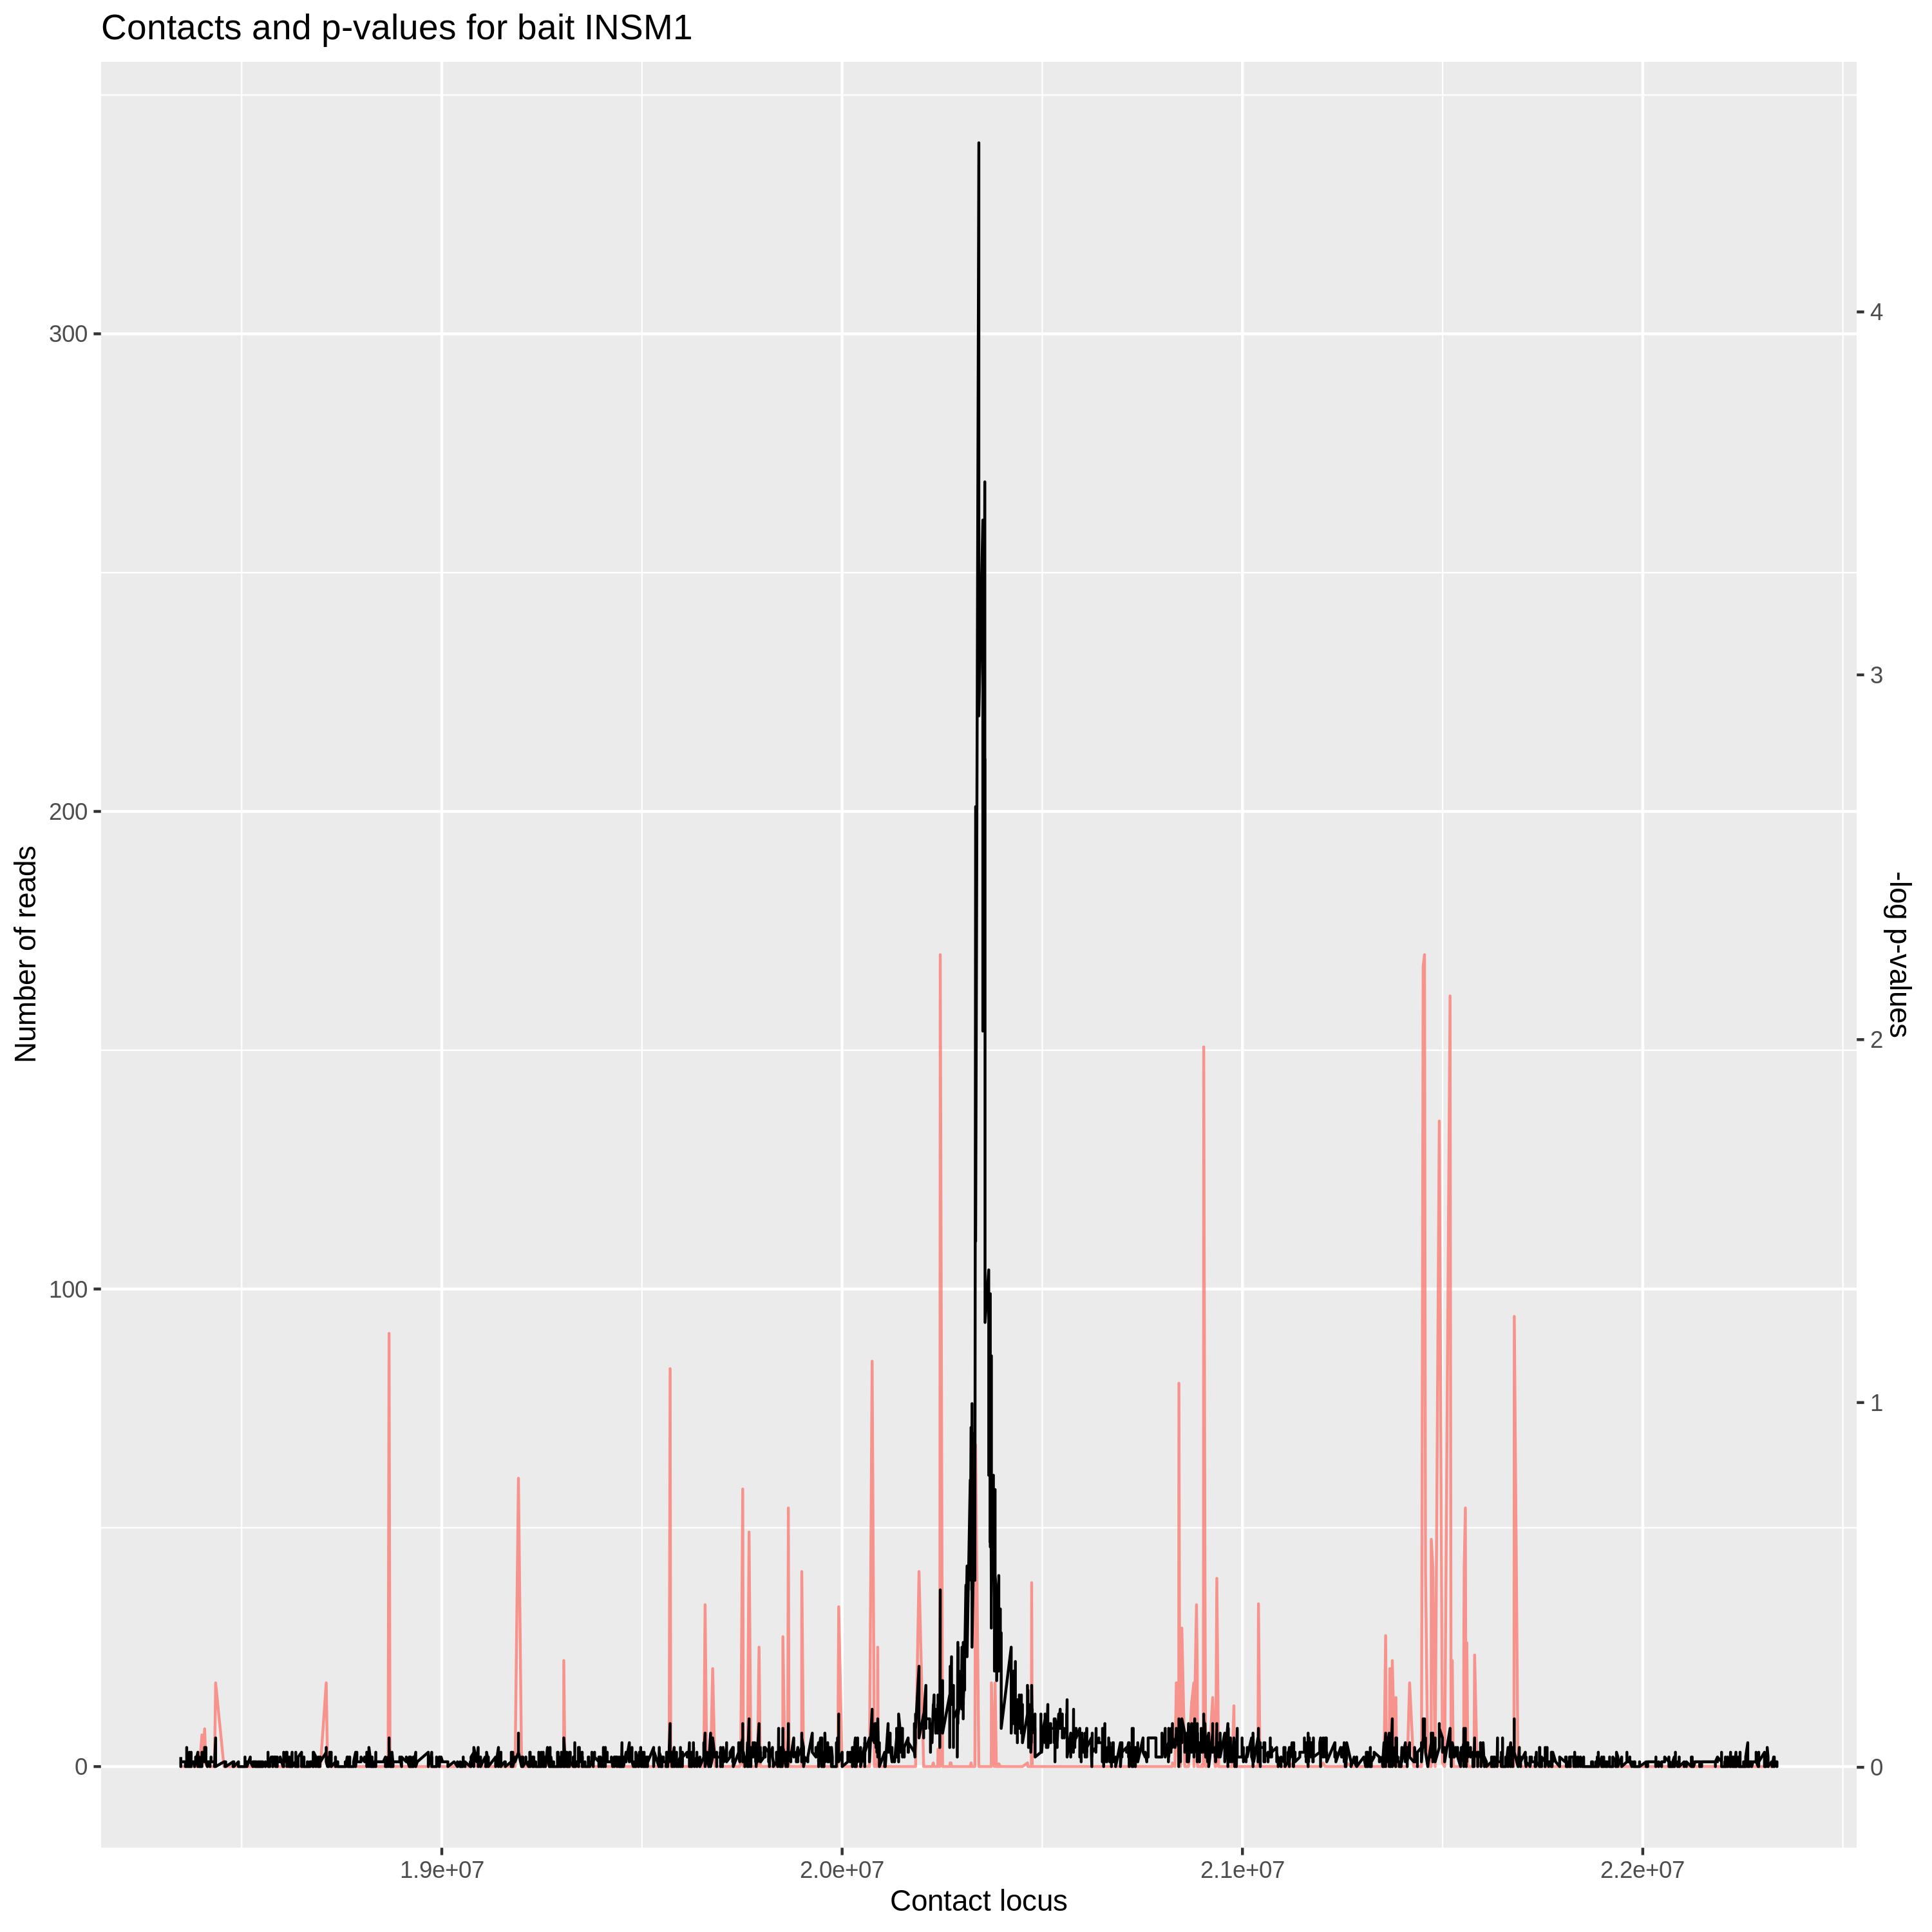 Contacts and p-values for bait INSM1
300
200
100
0
Number of reads
4
3
2
1
0
-log p-values
1.9e+07
2.0e+07
2.1e+07
2.2e+07
Contact locus